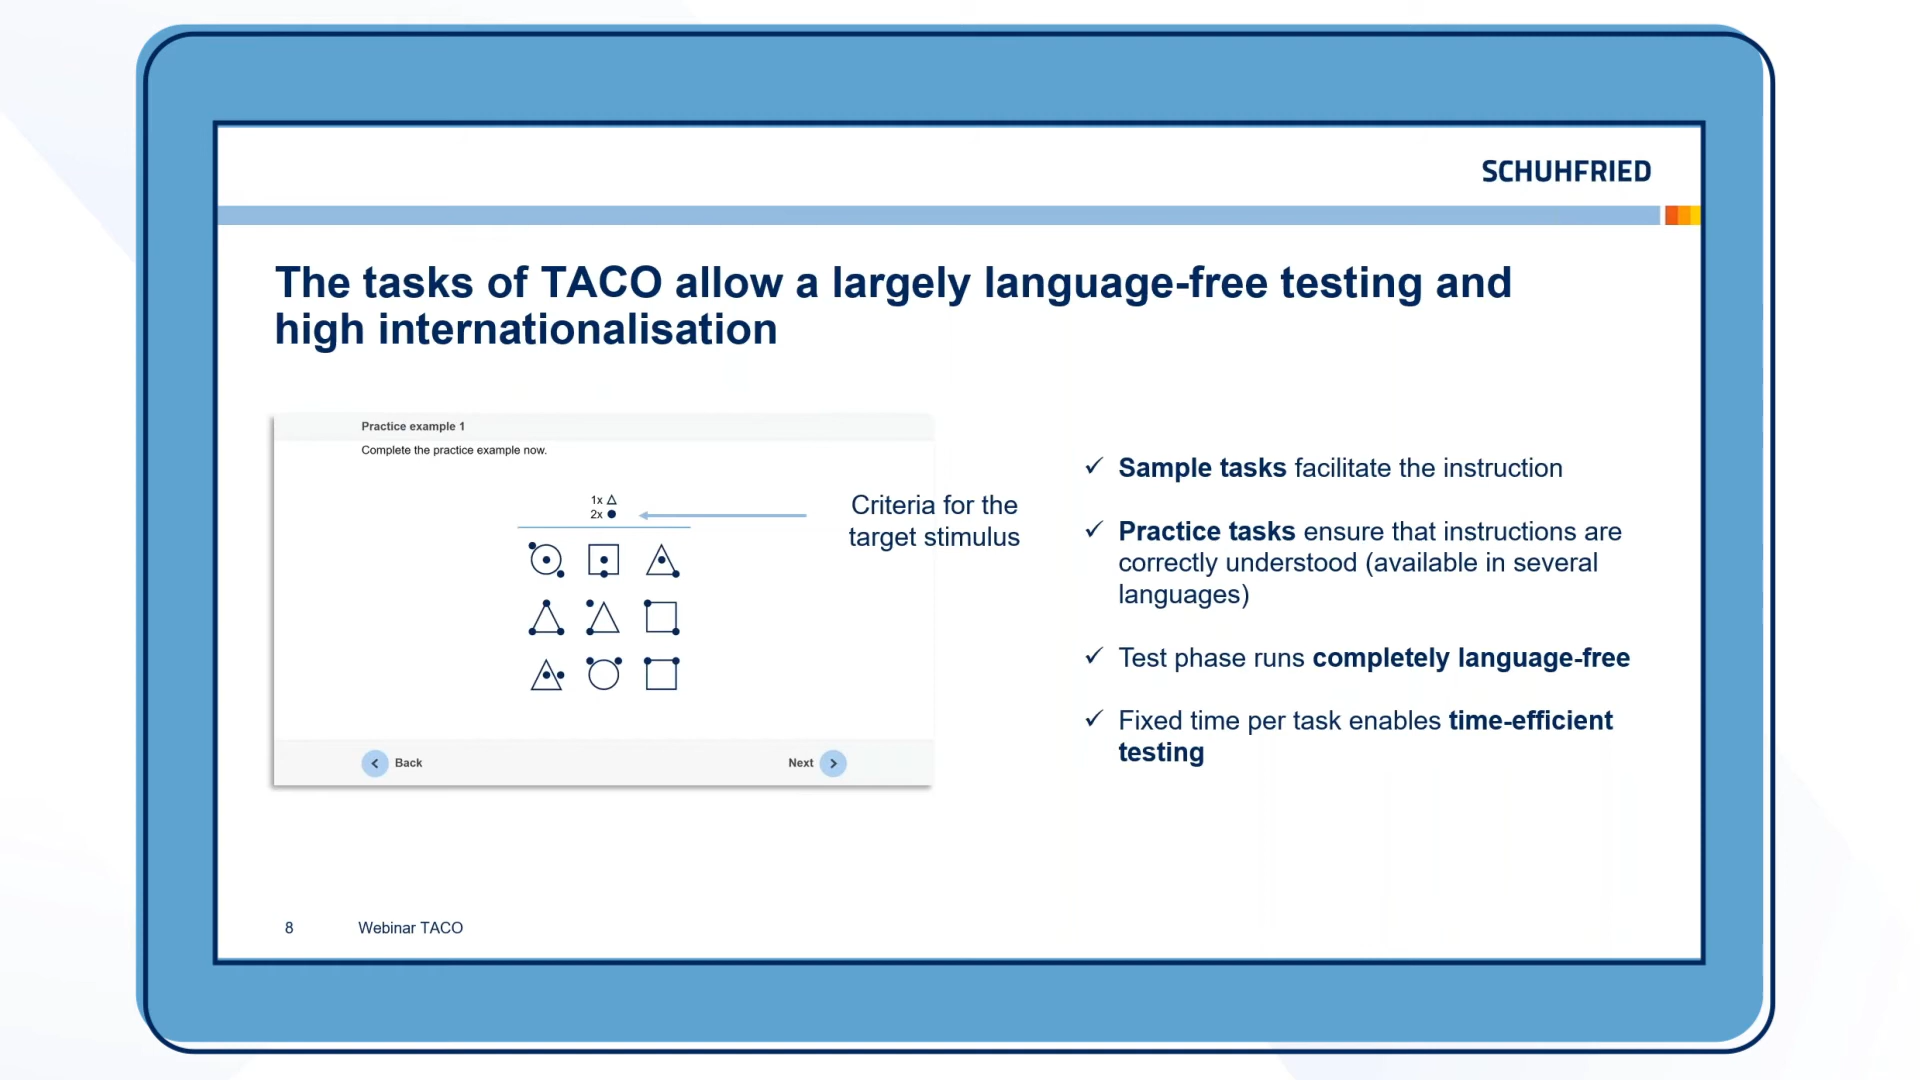 SCHUHFRIED
The tasks of TACO allow a largely language-free testing and
high internationalisation
Practice example 1
Complete the practice example now.
1x
2x
Criteria for the
target stimulus
Back
Next
Sample tasks facilitate the instruction
Practice tasks ensure that instructions are
correctly understood (available in several
languages)
Test phase runs completely language-free
Fixed time per task enables time-efficient
testing
8
Webinar TACO